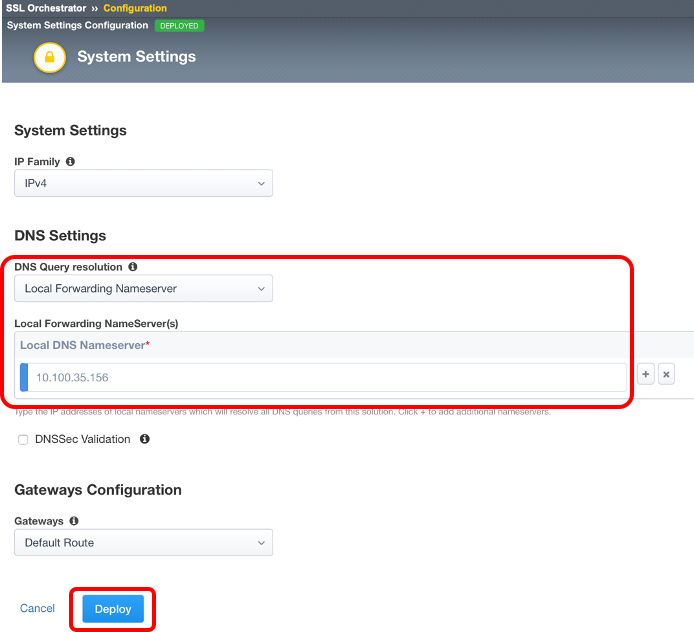 SSL Orchestrator ›› Configuration
System Settings Configuration DEPLOYED
System Settings
System Settings
IP Family
IPv4
DNS Settings
DNS Query resolution
Local Forwarding Nameserver
Local Forwarding NameServer(s)
Local DNS Nameserver*
10.100.35.156
Type the IP addresses of local nameservers which will resolve all DNS queries from this solution. Click + to add additional nameservers.
DNSSec Validation
Gateways Configuration
Gateways
Default Route
Cancel Deploy